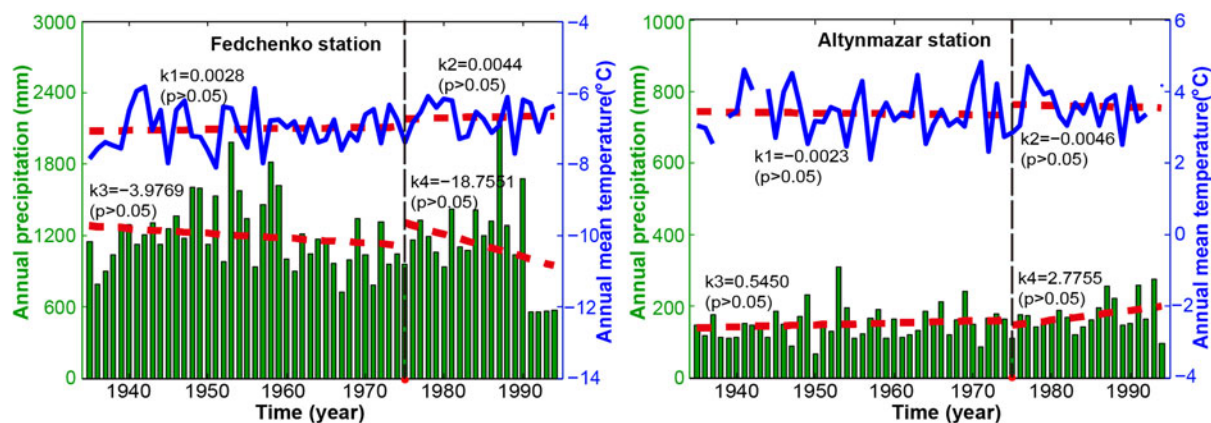 Fedchenko station
k1=0.0028
(p>0.05)
k2=0.0044
(p>0.05)
k3=−3.9769
(p>0.05)
k4=−18.7551
(p>0.05)
Annual precipitation (mm)
3000
2400
1800
1200
600
0
Annual mean temperature(°C)
−4
−6
−8
−10
−12
−14
1940
1950
1960
1970
1980
1990
Time (year)
Altynmazar station
k1=−0.0023
(p>0.05)
k2=−0.0046
(p>0.05)
k3=0.5450
(p>0.05)
k4=2.7755
(p>0.05)
Annual precipitation (mm)
1000
800
600
400
200
0
Annual mean temperature(°C)
6
4
2
0
−2
−4
1940
1950
1960
1970
1980
1990
Time (year)